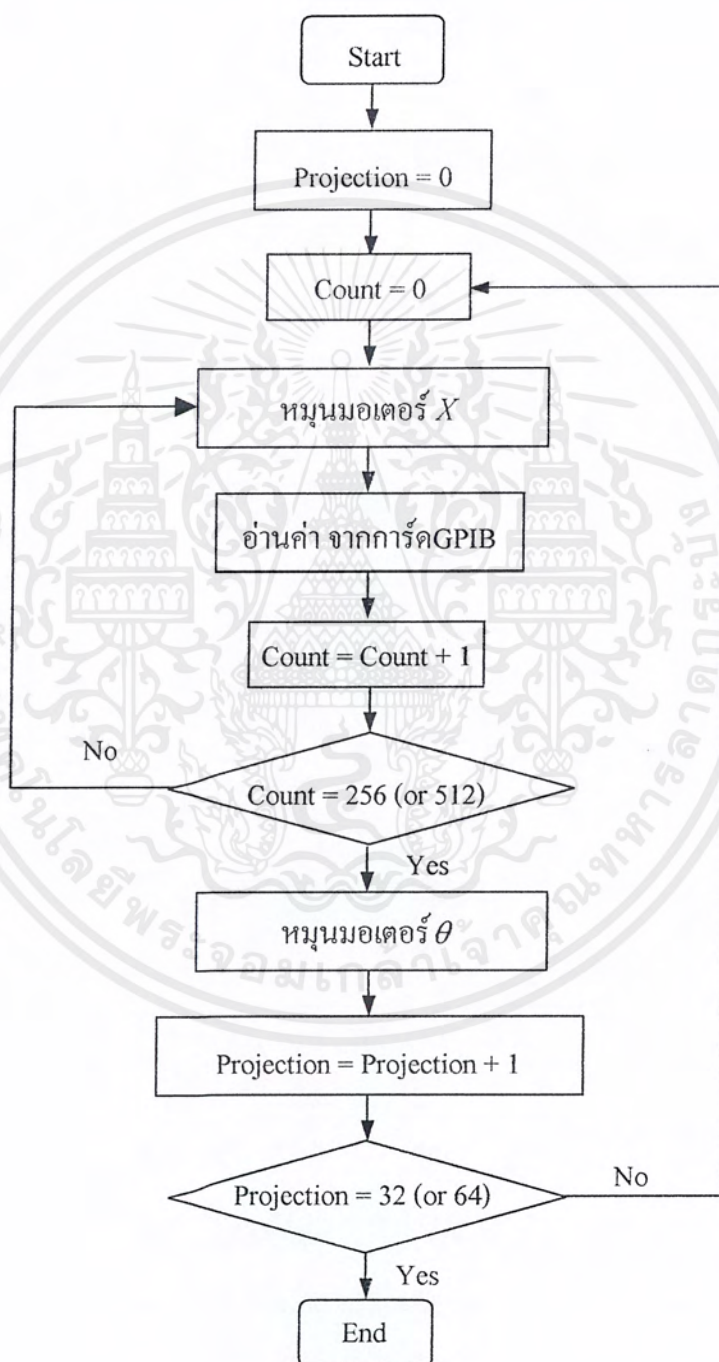 Start
Projection = 0
Count = 0
หมุนมอเตอร์ X
อ่านค่า จากการ์ดGPIB
Count = Count + 1
No
Count = 256 (or 512)
Yes
หมุนมอเตอร์ θ
Projection = Projection + 1
Projection = 32 (or 64)
No
Yes
End